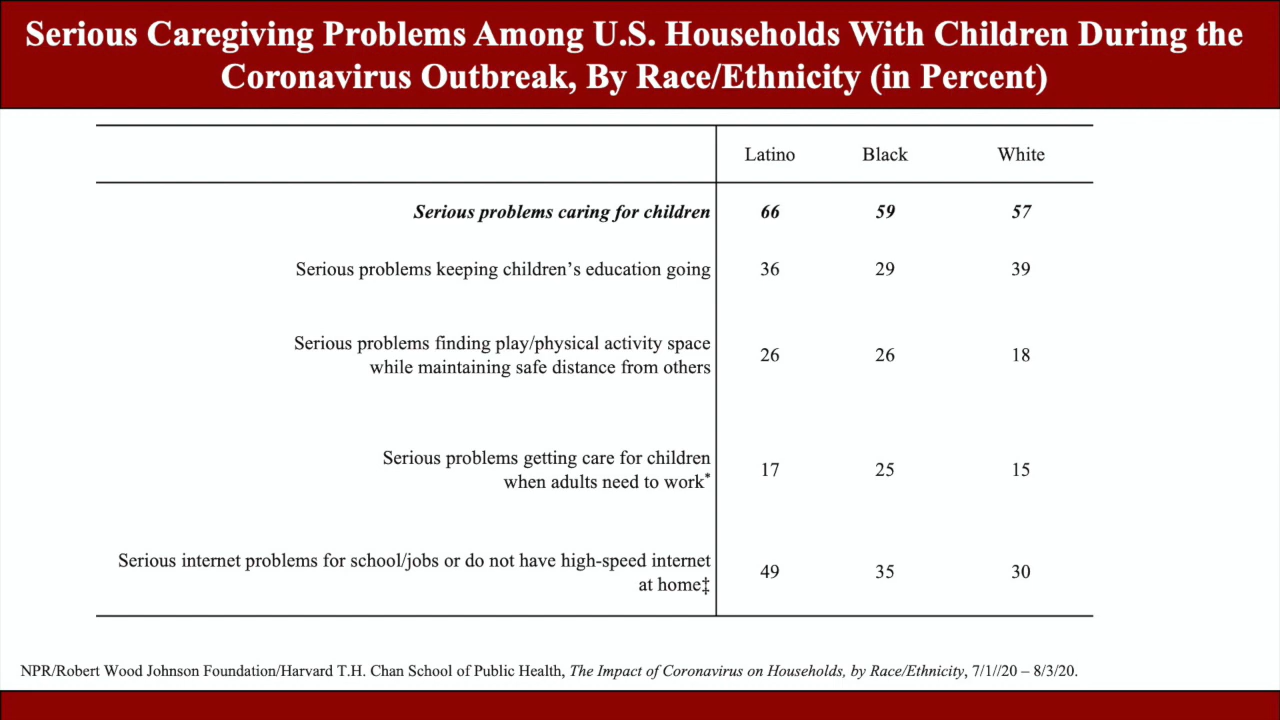 Serious Caregiving Problems Among U.S. Households With Children During the
Coronavirus Outbreak, By Race/Ethnicity (in Percent)
Latino Black White
Serious problems caring for children 66 59 57
Serious problems keeping children’s education going 36 29 39
Serious problems finding play/physical activity space
while maintaining safe distance from others 26 26 18
Serious problems getting care for children
when adults need to work* 17 25 15
Serious internet problems for school/jobs or do not have high-speed internet
at home‡ 49 35 30
NPR/Robert Wood Johnson Foundation/Harvard T.H. Chan School of Public Health, The Impact of Coronavirus on Households, by Race/Ethnicity, 7/1//20 – 8/3/20.